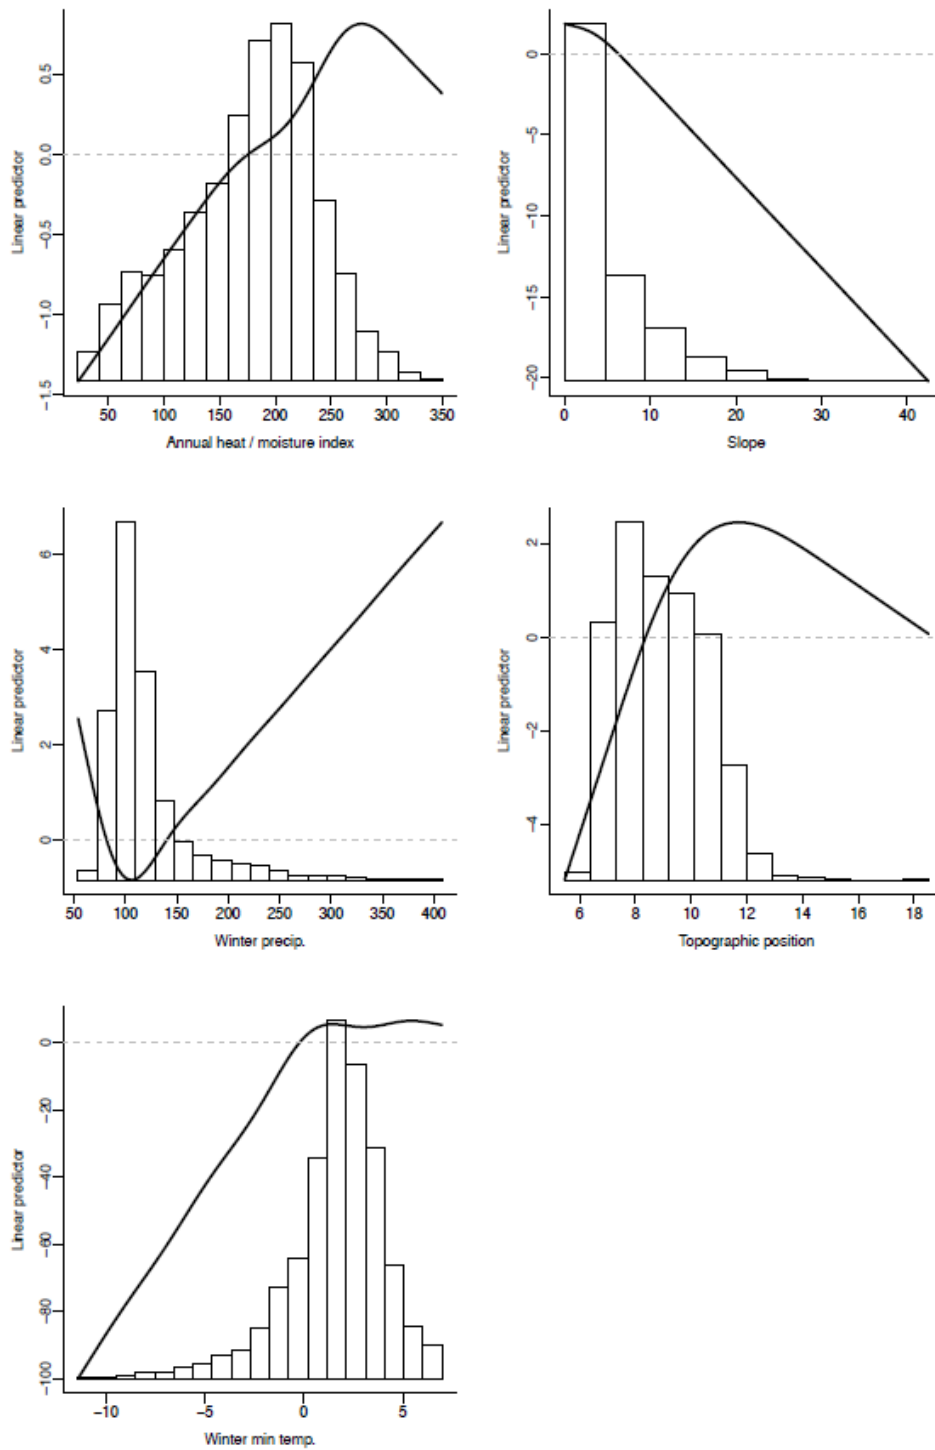 0.5
0.0
−0.5
−1.0
−1.5
Linear predictor
50 100 150 200 250 300 350
Annual heat / moisture index
0
−5
−10
−15
−20
Linear predictor
0 10 20 30 40
Slope
6
4
2
0
Linear predictor
50 100 150 200 250 300 350 400
Winter precip.
2
0
−2
−4
Linear predictor
6 8 10 12 14 16 18
Topographic position
0
−20
−40
−60
−80
−100
Linear predictor
−10 −5 0 5
Winter min temp.